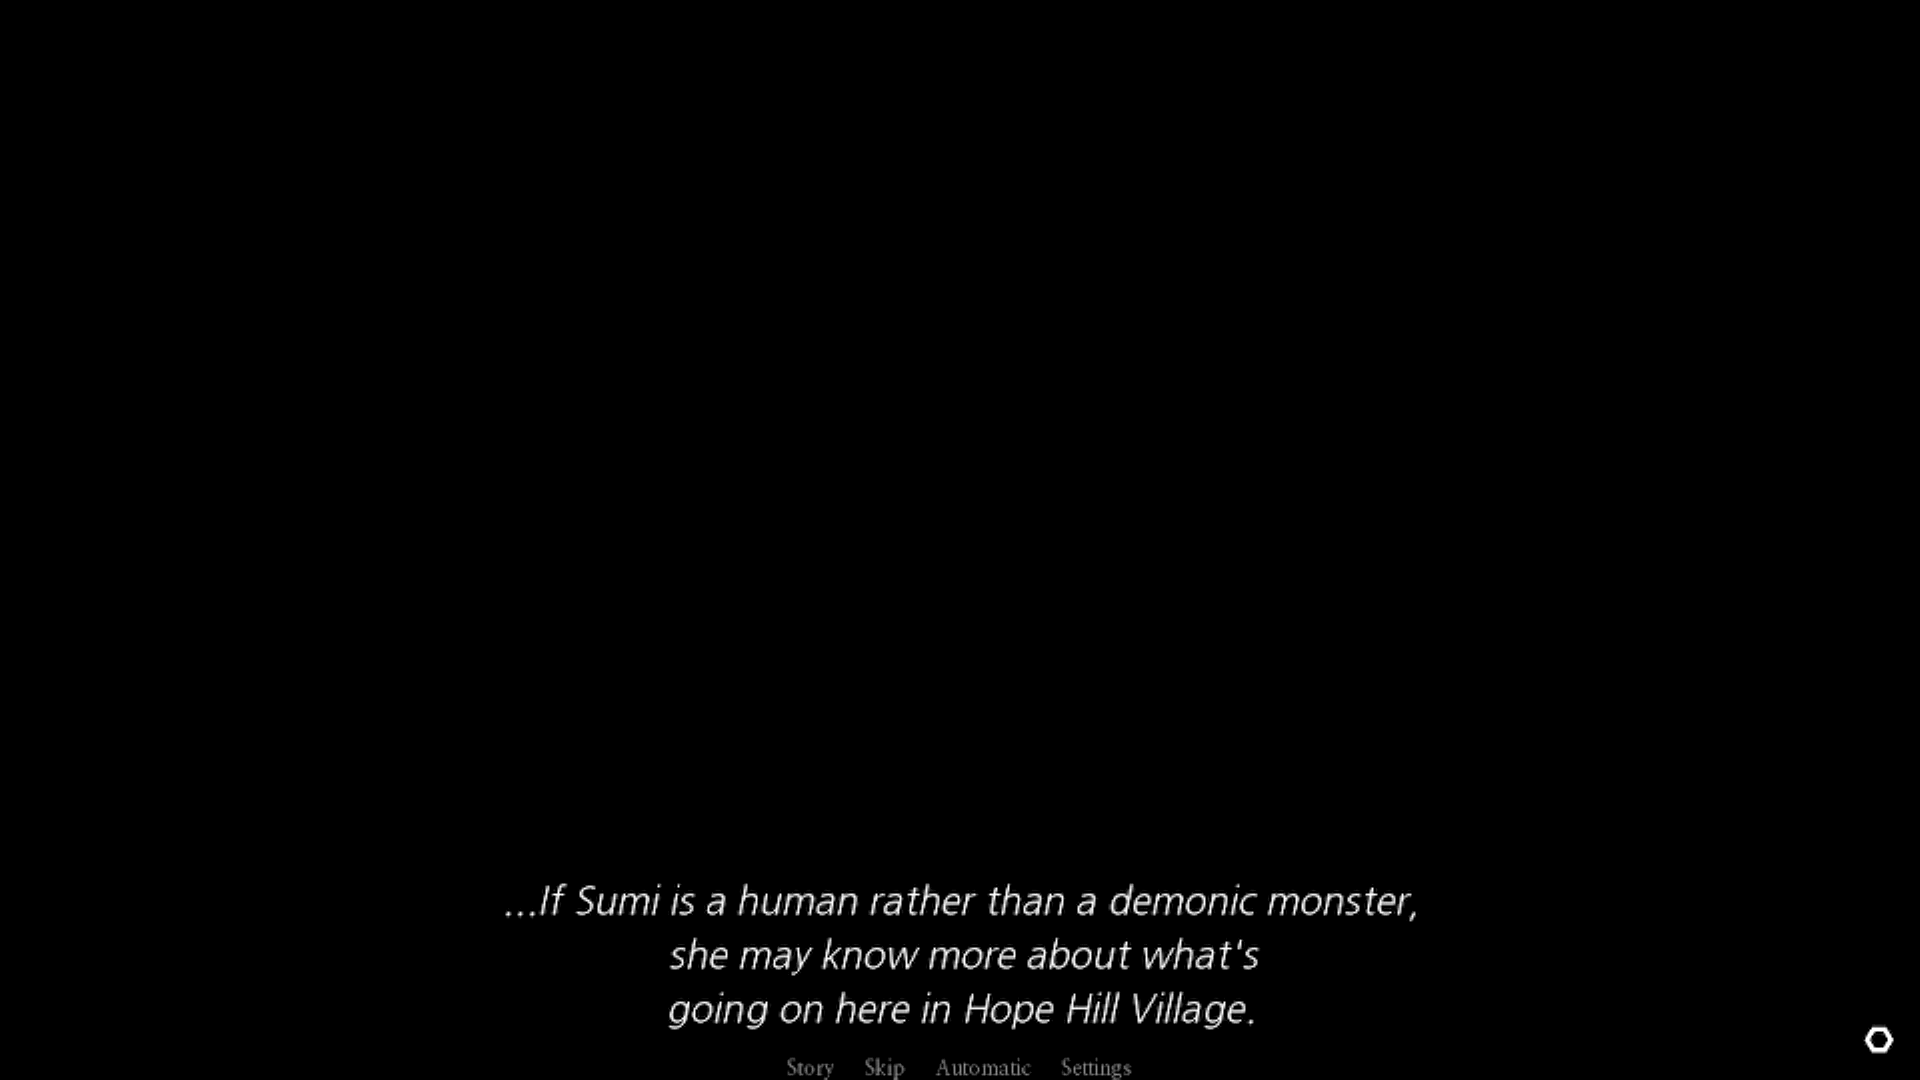 ...If Sumi is a human rather than a demonic monster,
she may know more about what's
going on here in Hope Hill Village.
Story Skip Automatic Settings